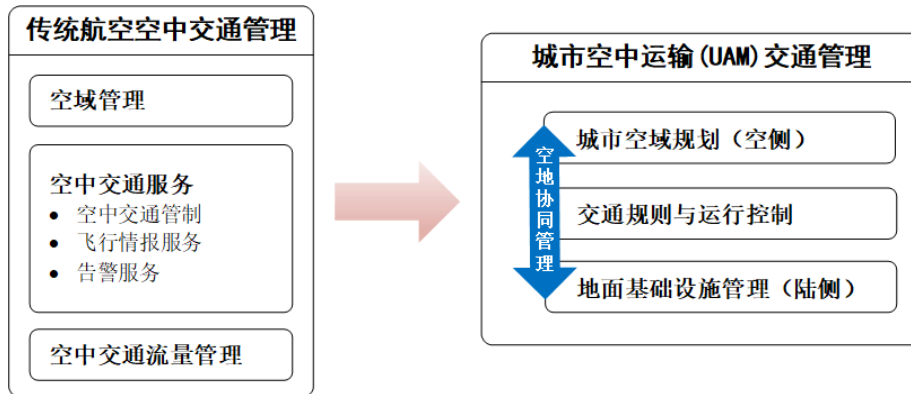 传统航空空中交通管理
空域管理
空中交通服务
• 空中交通管制
• 飞行情报服务
• 告警服务
空中交通流量管理
城市空中运输(UAM)交通管理
空地协同管理
城市空域规划（空侧）
交通规则与运行控制
地面基础设施管理（陆侧）